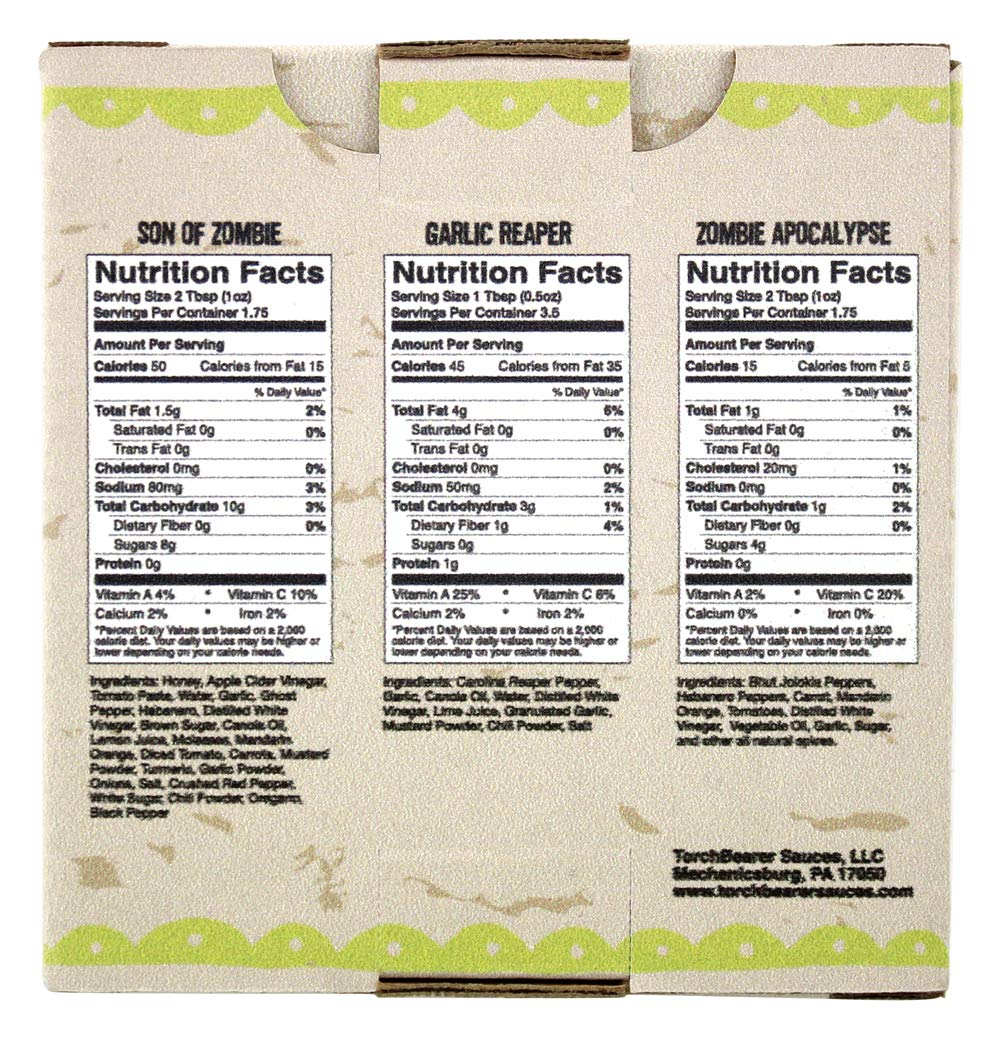 SON OF ZOMBIE
Nutrition Facts
Serving Size 2 Tbsp (1oz)
Servings Per Container 1.75
Amount Per Serving
Calories 50 Calories from Fat 15
% Daily Value*
Total Fat 1.5g 2%
Saturated Fat 0g 0%
Trans Fat 0g
Cholesterol 0mg 0%
Sodium 80mg 3%
Total Carbohydrate 10g 3%
Dietary Fiber 0g 0%
Sugars 8g
Protein 0g
Vitamin A 4% * Vitamin C 10%
Calcium 2% * Iron 2%
*Percent Daily Values are based on a 2,000
calorie diet. Your daily values may be higher or
lower depending on your calorie needs.
Ingredients: Honey, Apple Cider Vinegar,
Tomato Paste, Water, Garlic, Ghost
Pepper, Habanero, Distilled White
Vinegar, Brown Sugar, Canola Oil,
Lemon Juice, Molasses, Mandarin
Orange, Diced Tomato, Carrots, Mustard
Powder, Turmeric, Garlic Powder,
Onions, Salt, Crushed Red Pepper,
White Sugar, Chili Powder, Oregano,
Black Pepper
GARLIC REAPER
Nutrition Facts
Serving Size 1 Tbsp (0.5oz)
Servings Per Container 3.5
Amount Per Serving
Calories 45 Calories from Fat 35
% Daily Value*
Total Fat 4g 6%
Saturated Fat 0g 0%
Trans Fat 0g
Cholesterol 0mg 0%
Sodium 50mg 2%
Total Carbohydrate 3g 1%
Dietary Fiber 1g 4%
Sugars 0g
Protein 1g
Vitamin A 25% * Vitamin C 6%
Calcium 2% * Iron 2%
*Percent Daily Values are based on a 2,000
calorie diet. Your daily values may be higher or
lower depending on your calorie needs.
Ingredients: Carolina Reaper Pepper,
Garlic, Canola Oil, Water, Distilled White
Vinegar, Lime Juice, Granulated Garlic,
Mustard Powder, Chili Powder, Salt
ZOMBIE APOCALYPSE
Nutrition Facts
Serving Size 2 Tbsp (1oz)
Servings Per Container 1.75
Amount Per Serving
Calories 15 Calories from Fat 5
% Daily Value*
Total Fat 1g 1%
Saturated Fat 0g 0%
Trans Fat 0g
Cholesterol 20mg 1%
Sodium 0mg 0%
Total Carbohydrate 1g 2%
Dietary Fiber 0g 0%
Sugars 4g
Protein 0g
Vitamin A 2% * Vitamin C 20%
Calcium 0% * Iron 0%
*Percent Daily Values are based on a 2,000
calorie diet. Your daily values may be higher or
lower depending on your calorie needs.
Ingredients: Bhut Jolokia Peppers,
Habanero Peppers, Carrot, Mandarin
Orange, Tomatoes, Distilled White
Vinegar, Vegetable Oil, Garlic, Sugar,
and other all natural spices.
TorchBearer Sauces, LLC
Mechanicsburg, PA 17050
www.torchbearersauces.com